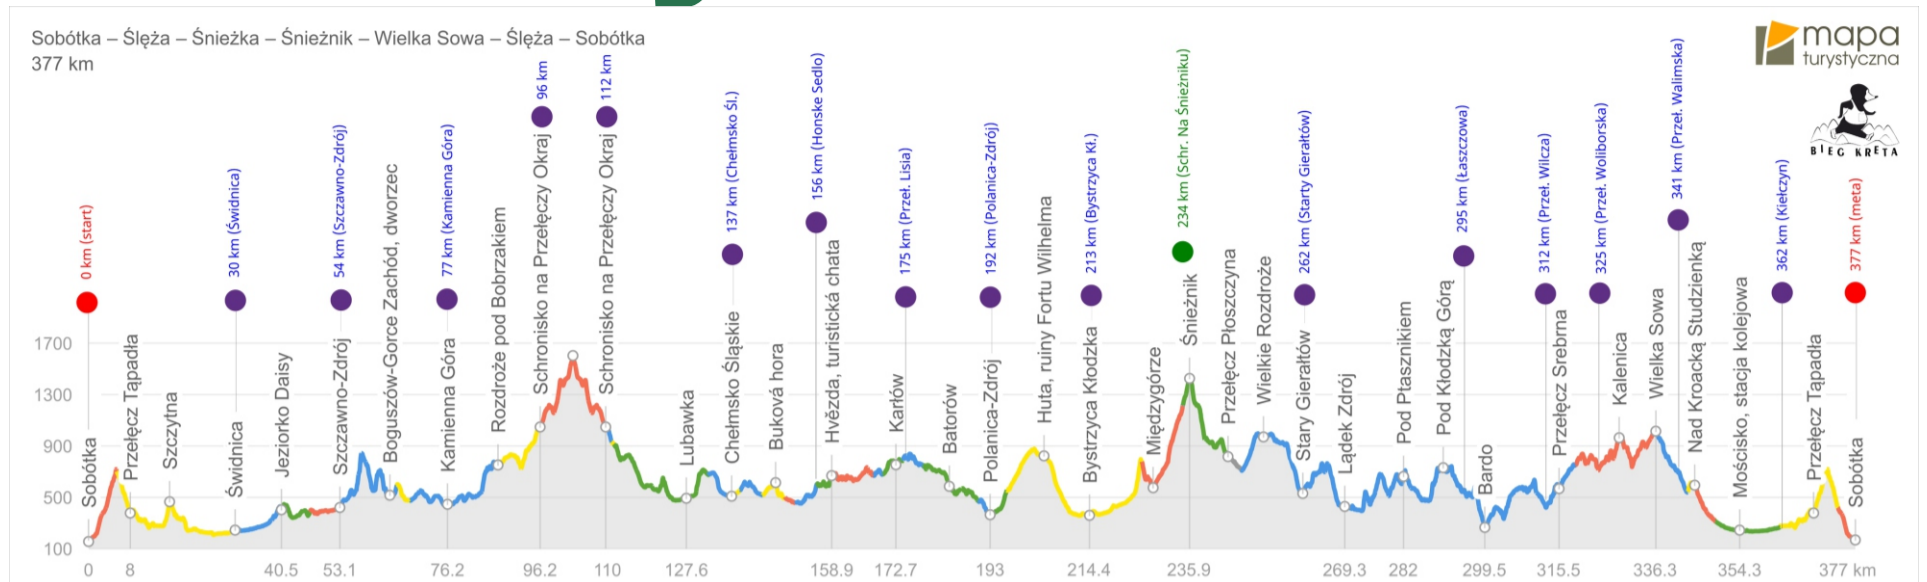 Sobótka – Ślęża – Śnieżka – Śnieżnik – Wielka Sowa – Ślęża – Sobótka
377 km
mapa
turystyczna
BIEG KRETA
0 km (start)
30 km (Świdnica)
54 km (Szczawno-Zdrój)
77 km (Kamienna Góra)
96 km
112 km
137 km (Chełmsko Śl.)
156 km (Honske Sedlo)
175 km (Przeł. Lisia)
192 km (Polanica-Zdrój)
213 km (Bystrzyca Kł.)
234 km (Schr. Na Śnieżniku)
262 km (Starty Gierałtów)
295 km (Łaszczowa)
312 km (Przeł. Wilcza)
325 km (Przeł. Woliborska)
341 km (Przeł. Walimska)
362 km (Kiełczyn)
377 km (meta)
Sobótka
Przełęcz Tąpadła
Szczytna
Świdnica
Jeziorko Daisy
Szczawno-Zdrój
Boguszów-Gorce Zachód, dworzec
Kamienna Góra
Rozdroże pod Bobrzakiem
Schronisko na Przełęczy Okraj
Schronisko na Przełęczy Okraj
Lubawka
Chełmsko Śląskie
Buková hora
Hvězda, turistická chata
Karłów
Batorów
Polanica-Zdrój
Huta, ruiny Fortu Wilhelma
Bystrzyca Kłodzka
Międzygórze
Śnieżnik
Przełęcz Płoszczyna
Wielkie Rozdroże
Stary Gierałtów
Lądek Zdrój
Pod Ptasznikiem
Pod Kłodzką Górą
Bardo
Przełęcz Srebrna
Kalenica
Wielka Sowa
Nad Kroacką Studzienką
Mościsko, stacja kolejowa
Przełęcz Tąpadła
Sobótka
1700
1300
900
500
100
0 8 40.5 53.1 76.2 96.2 110 127.6 158.9 172.7 193 214.4 235.9 269.3 282 299.5 315.5 336.3 354.3 377 km